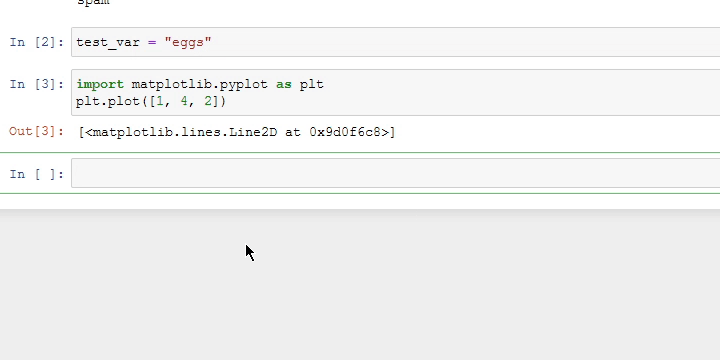 spam
In [2]: test_var = "eggs"
In [3]: import matplotlib.pyplot as plt
plt.plot([1, 4, 2])
Out[3]: [<matplotlib.lines.Line2D at 0x9d0f6c8>]
In [ ]: